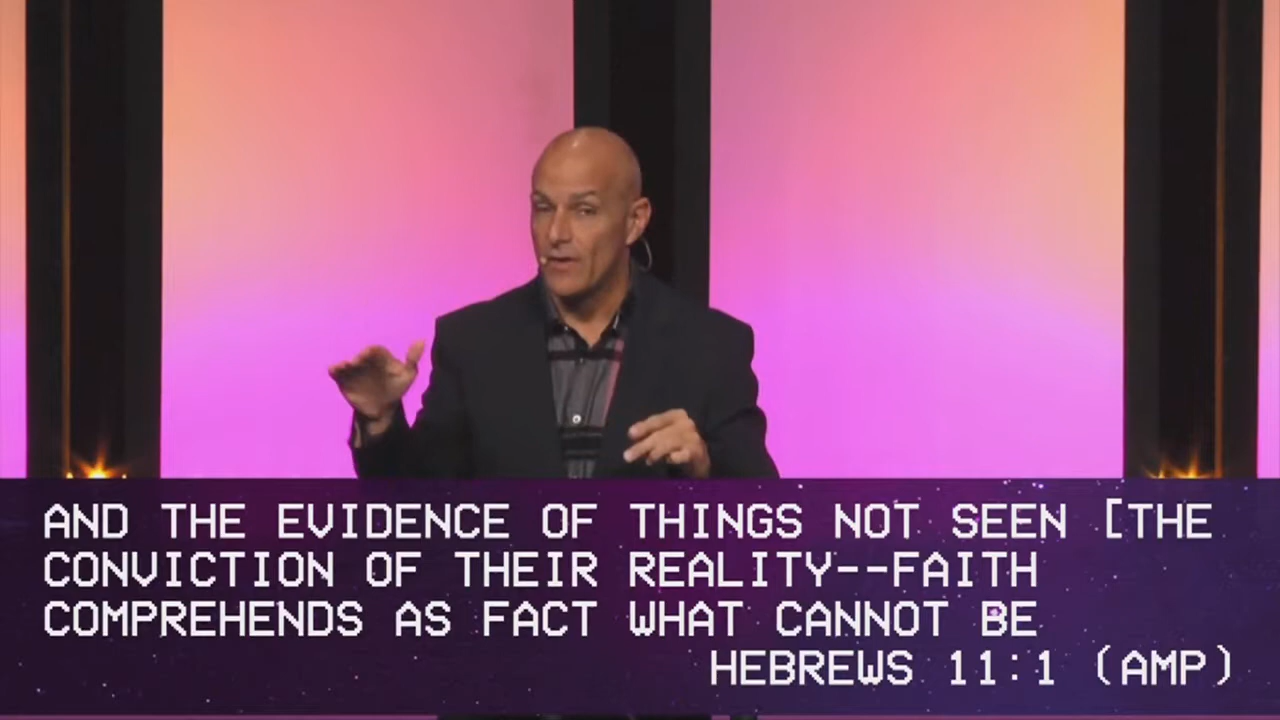 AND THE EVIDENCE OF THINGS NOT SEEN [THE
CONVICTION OF THEIR REALITY--FAITH
COMPREHENDS AS FACT WHAT CANNOT BE
HEBREWS 11:1 (AMP)